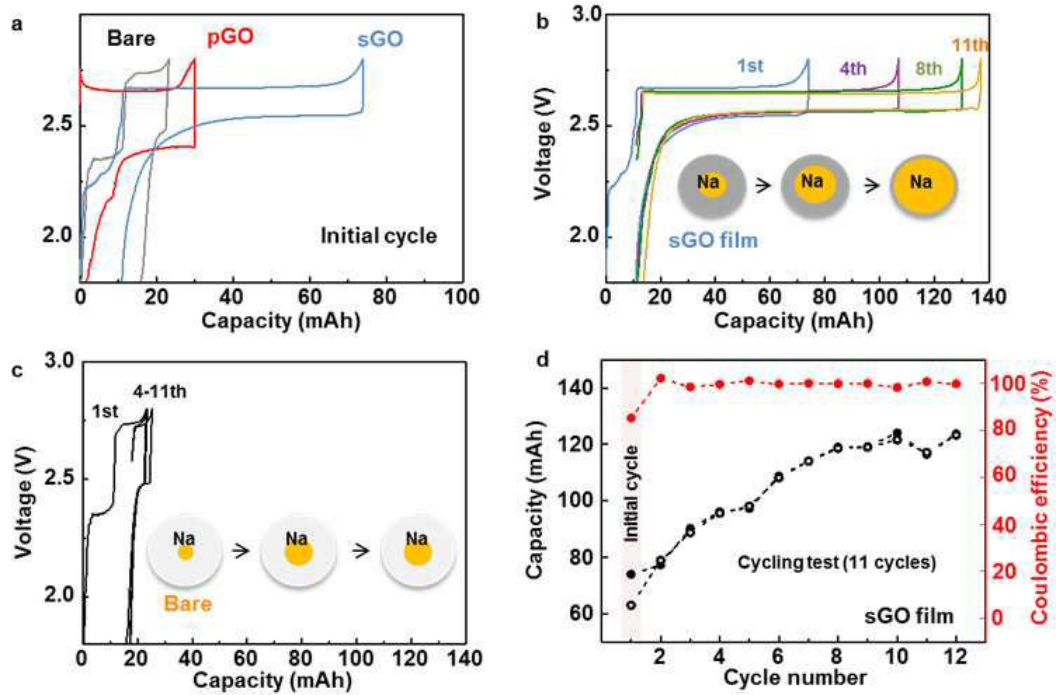 a
Bare
pGO
sGO
Voltage (V)
3.0
2.5
2.0
Initial cycle
0
20
40
60
80
100
Capacity (mAh)
b
1st
4th
8th
11th
Voltage (V)
3.0
2.5
2.0
Na
Na
Na
sGO film
0
20
40
60
80
100
120
140
Capacity (mAh)
c
1st
4-11th
Voltage (V)
3.0
2.5
2.0
Na
Na
Na
Bare
0
20
40
60
80
100
120
140
Capacity (mAh)
d
Capacity (mAh)
140
120
100
80
60
Initial cycle
Cycling test (11 cycles)
sGO film
100
80
60
40
20
0
Coulombic efficiency (%)
2
4
6
8
10
12
Cycle number